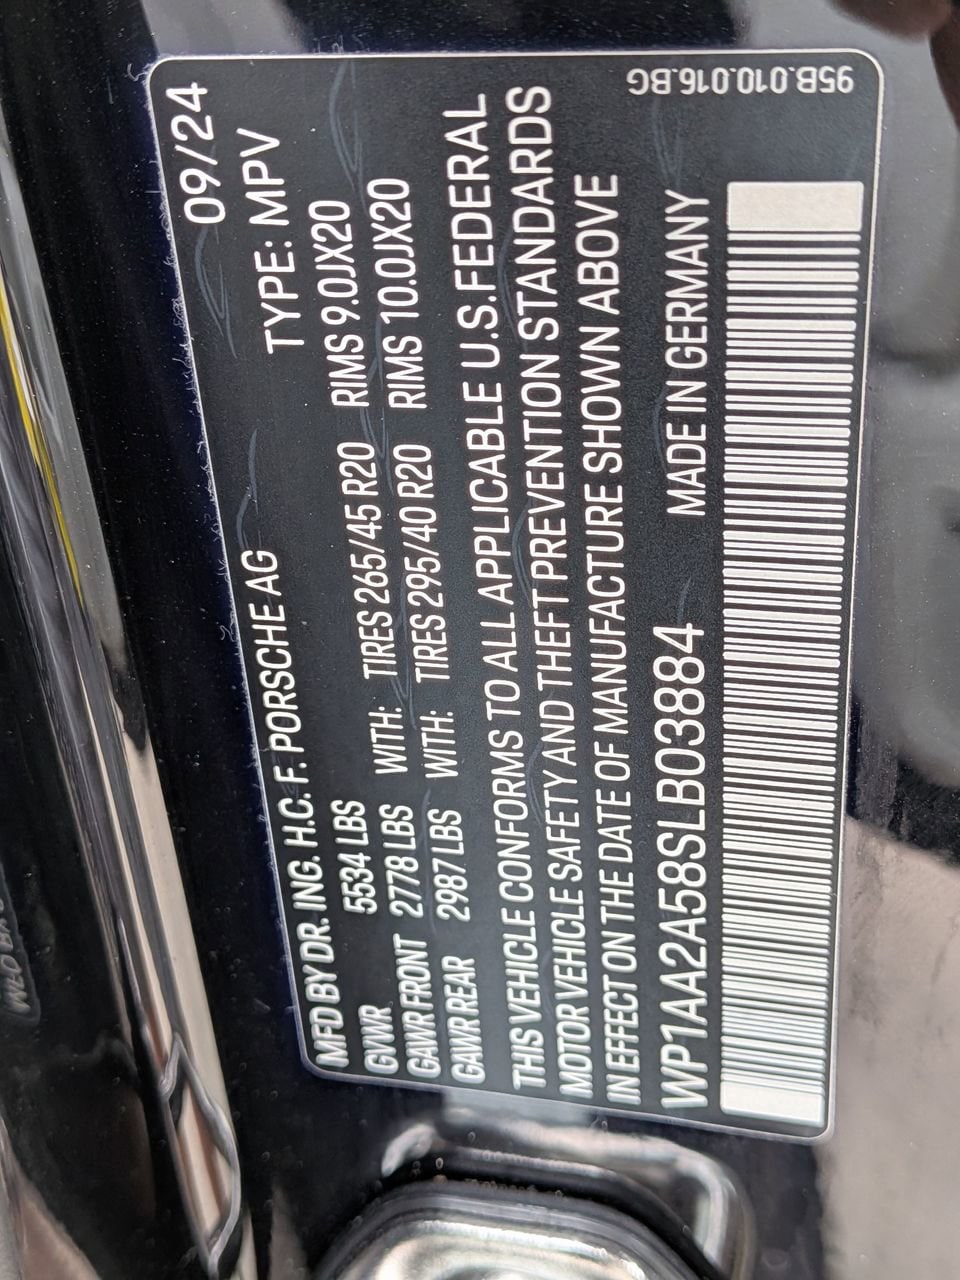 MFD BY DR. ING. H.C. F. PORSCHE AG 09/24
GVWR 5534 LBS TYPE: MPV
GAWR FRONT 2778 LBS WITH: TIRES 265/45 R20 RIMS 9.0JX20
GAWR REAR 2987 LBS WITH: TIRES 295/40 R20 RIMS 10.0JX20
THIS VEHICLE CONFORMS TO ALL APPLICABLE U.S.FEDERAL
MOTOR VEHICLE SAFETY AND THEFT PREVENTION STANDARDS
IN EFFECT ON THE DATE OF MANUFACTURE SHOWN ABOVE
WP1AA2A58SLB03884 MADE IN GERMANY
95B.010.016.BG